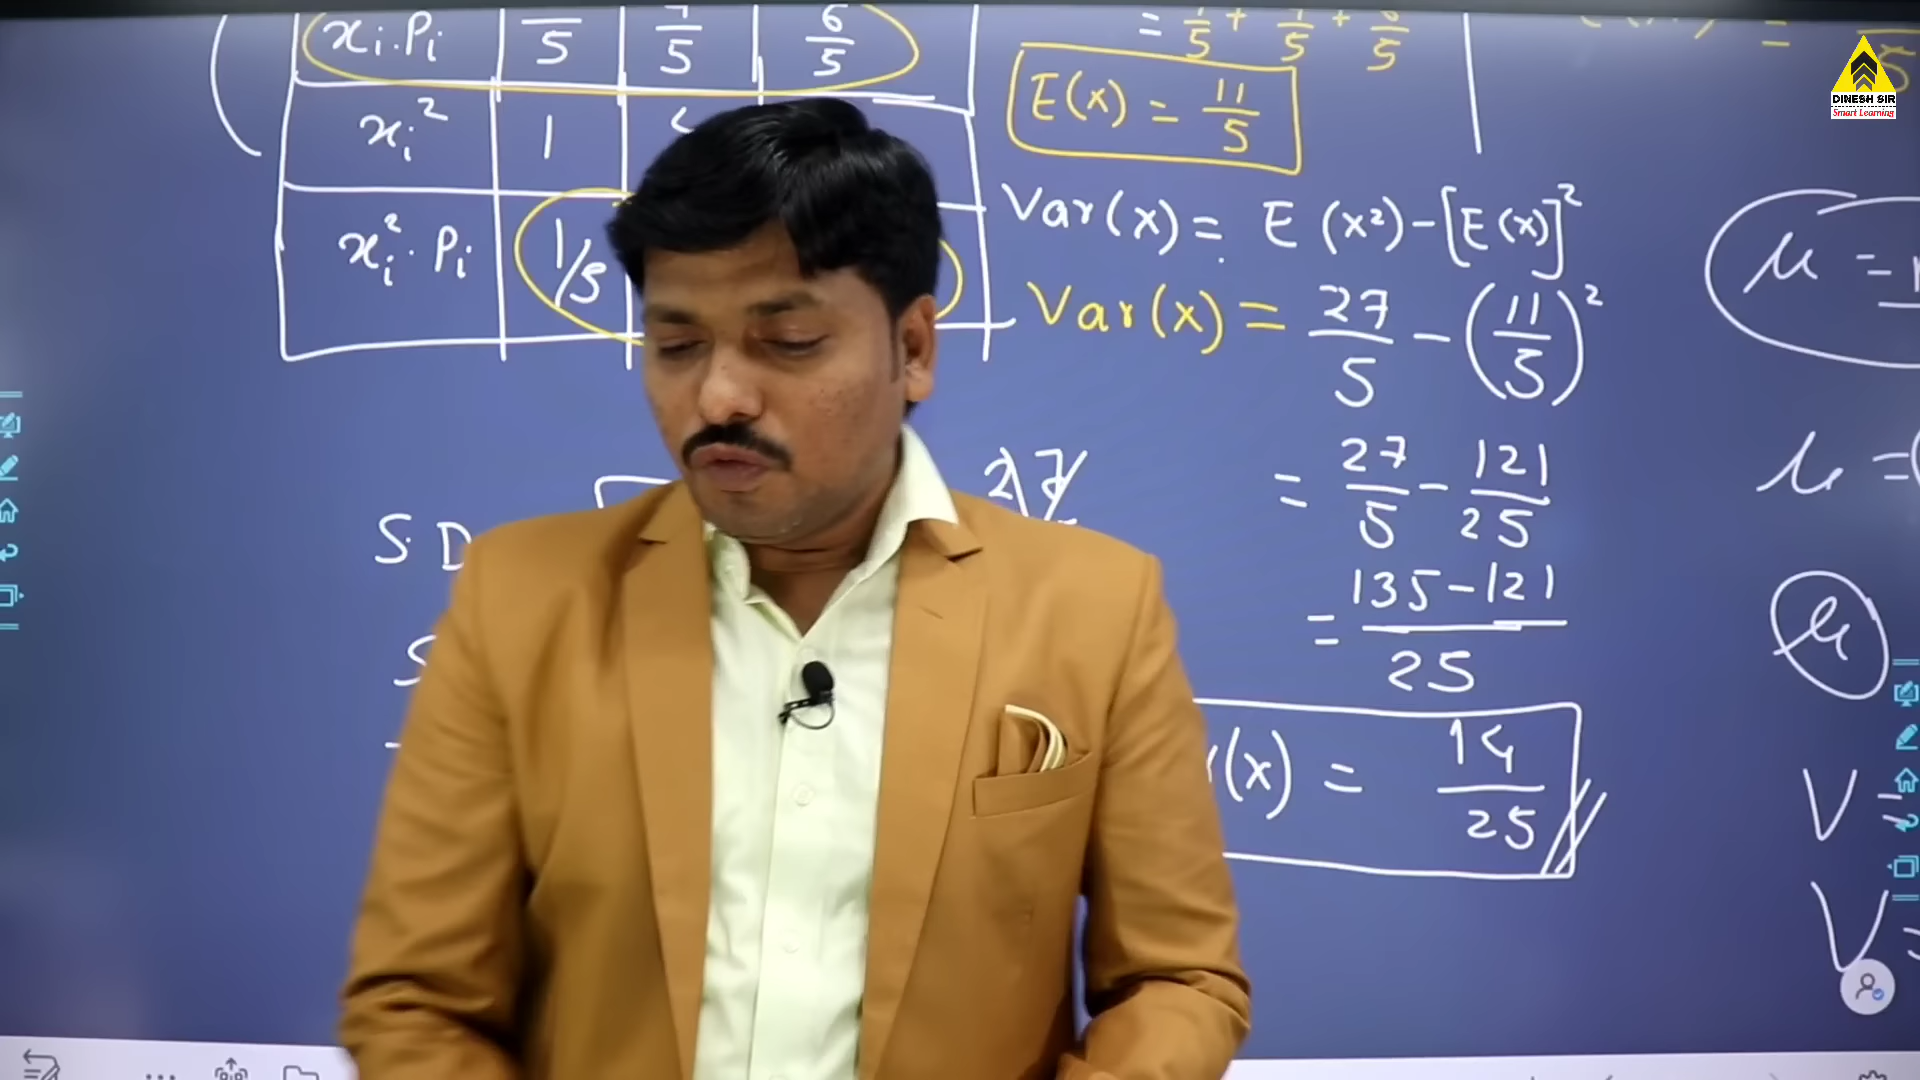 xᵢ.Pᵢ 5 5 6/5
= 1/5 + 4/5 + 6/5
E(x) = 11/5
xᵢ² 1
Var(x) = E(x²) - [E(x)]²
xᵢ².Pᵢ 1/5
Var(x) = 27/5 - (11/5)²
= 27/5 - 121/25
= 135-121/25
(x) = 14/25
S.D
27
μ =
μ =
μ
V =
V =
DINESH SIR
Smart Learning